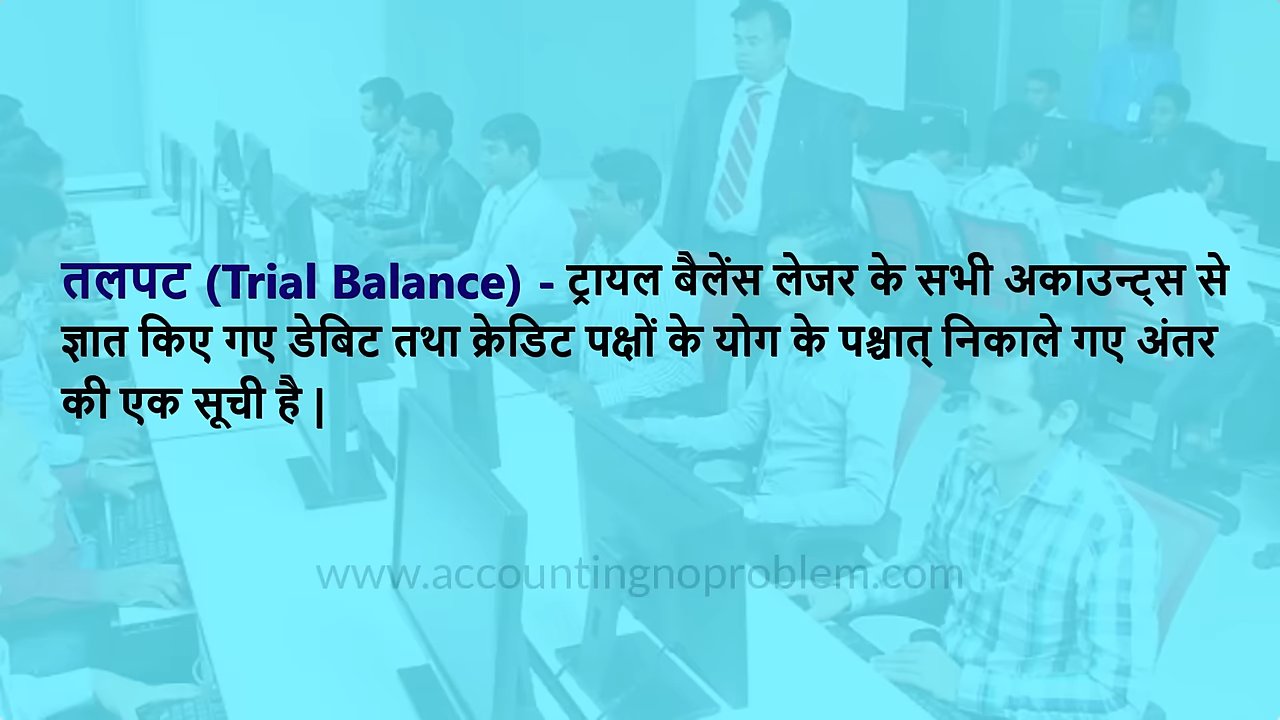 तलपट (Trial Balance) - ट्रायल बैलेंस लेजर के सभी अकाउन्ट्स से
ज्ञात किए गए डेबिट तथा क्रेडिट पक्षों के योग के पश्चात् निकाले गए अंतर
की एक सूची है |
www.accountingnoproblem.com